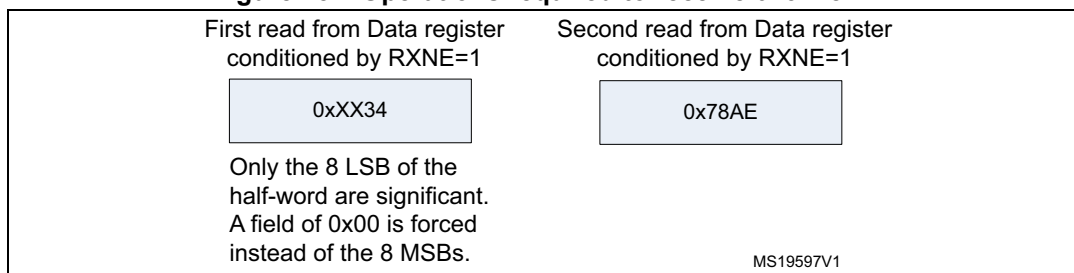 First read from Data register
conditioned by RXNE=1
0xXX34
Only the 8 LSB of the
half-word are significant.
A field of 0x00 is forced
instead of the 8 MSBs.
Second read from Data register
conditioned by RXNE=1
0x78AE
MS19597V1